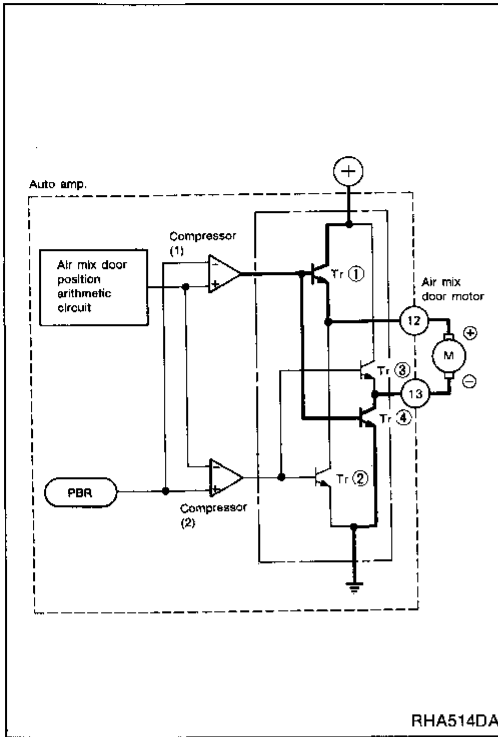 Auto amp.
+
Compressor
(1)
Air mix door
position
arithmetic
circuit
−
+
Tr ①
Air mix
door motor
12
⊕
M
Tr ③
⊖
13
Tr ④
PBR
−
+
Tr ②
Compressor
(2)
RHA514DA